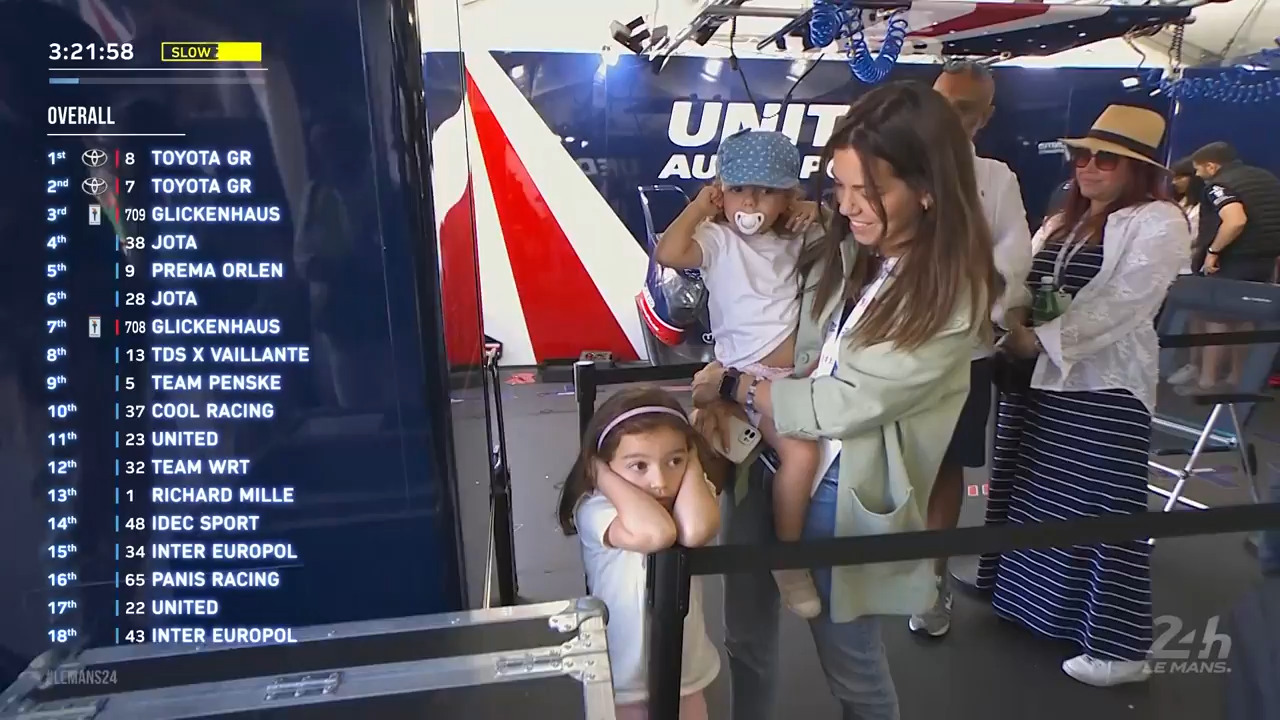 3:21:58
SLOW
OVERALL
1st 8 TOYOTA GR
2nd 7 TOYOTA GR
3rd 709 GLICKENHAUS
4th 38 JOTA
5th 9 PREMA ORLEN
6th 28 JOTA
7th 708 GLICKENHAUS
8th 13 TDS X VAILLANTE
9th 5 TEAM PENSKE
10th 37 COOL RACING
11th 23 UNITED
12th 32 TEAM WRT
13th 1 RICHARD MILLE
14th 48 IDEC SPORT
15th 34 INTER EUROPOL
16th 65 PANIS RACING
17th 22 UNITED
18th 43 INTER EUROPOL
#LEMANS24
UNIT
24h
LE MANS.